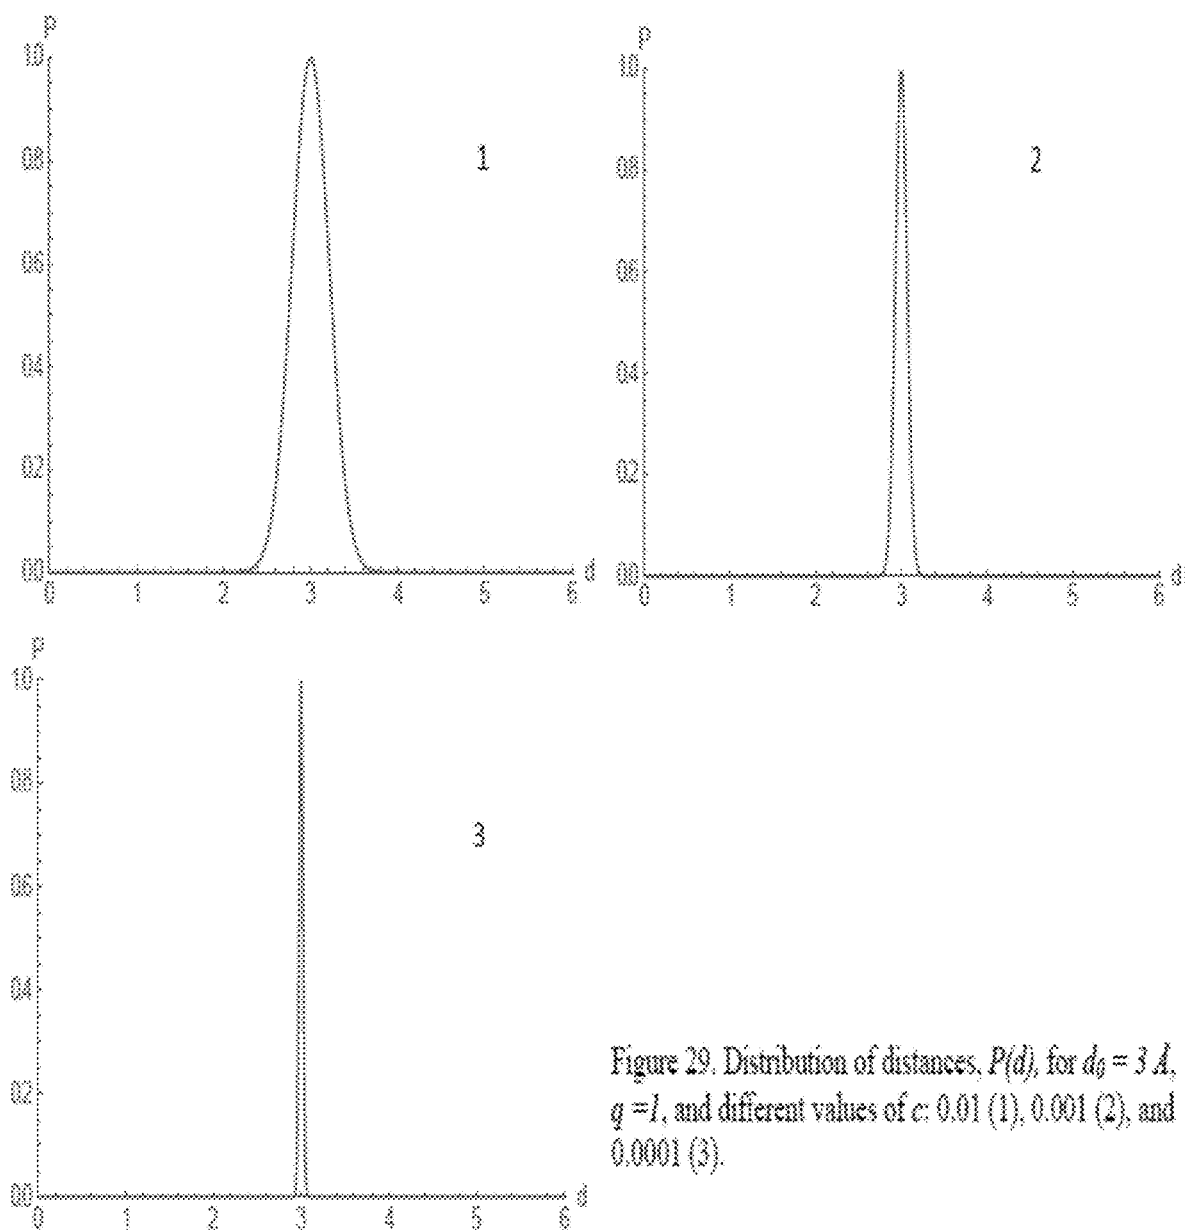 P
1.0
0.8
0.6
0.4
0.2
0.0
0 1 2 3 4 5 6 d
1
P
1.0
0.8
0.6
0.4
0.2
0.0
0 1 2 3 4 5 6 d
2
P
1.0
0.8
0.6
0.4
0.2
0.0
0 1 2 3 4 5 6 d
3
Figure 29. Distribution of distances, P(d), for d₀ = 3 Å,
q =1, and different values of c: 0.01 (1), 0.001 (2), and
0.0001 (3).